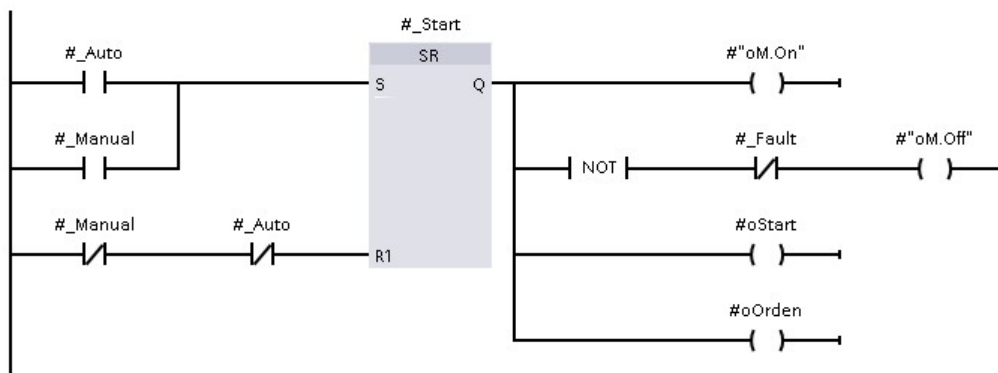 #_Start
#_Auto
SR
#"oM.On"
S
Q
#_Manual
NOT
#_Fault
#"oM.Off"
#_Manual
#_Auto
R1
#oStart
#oOrden